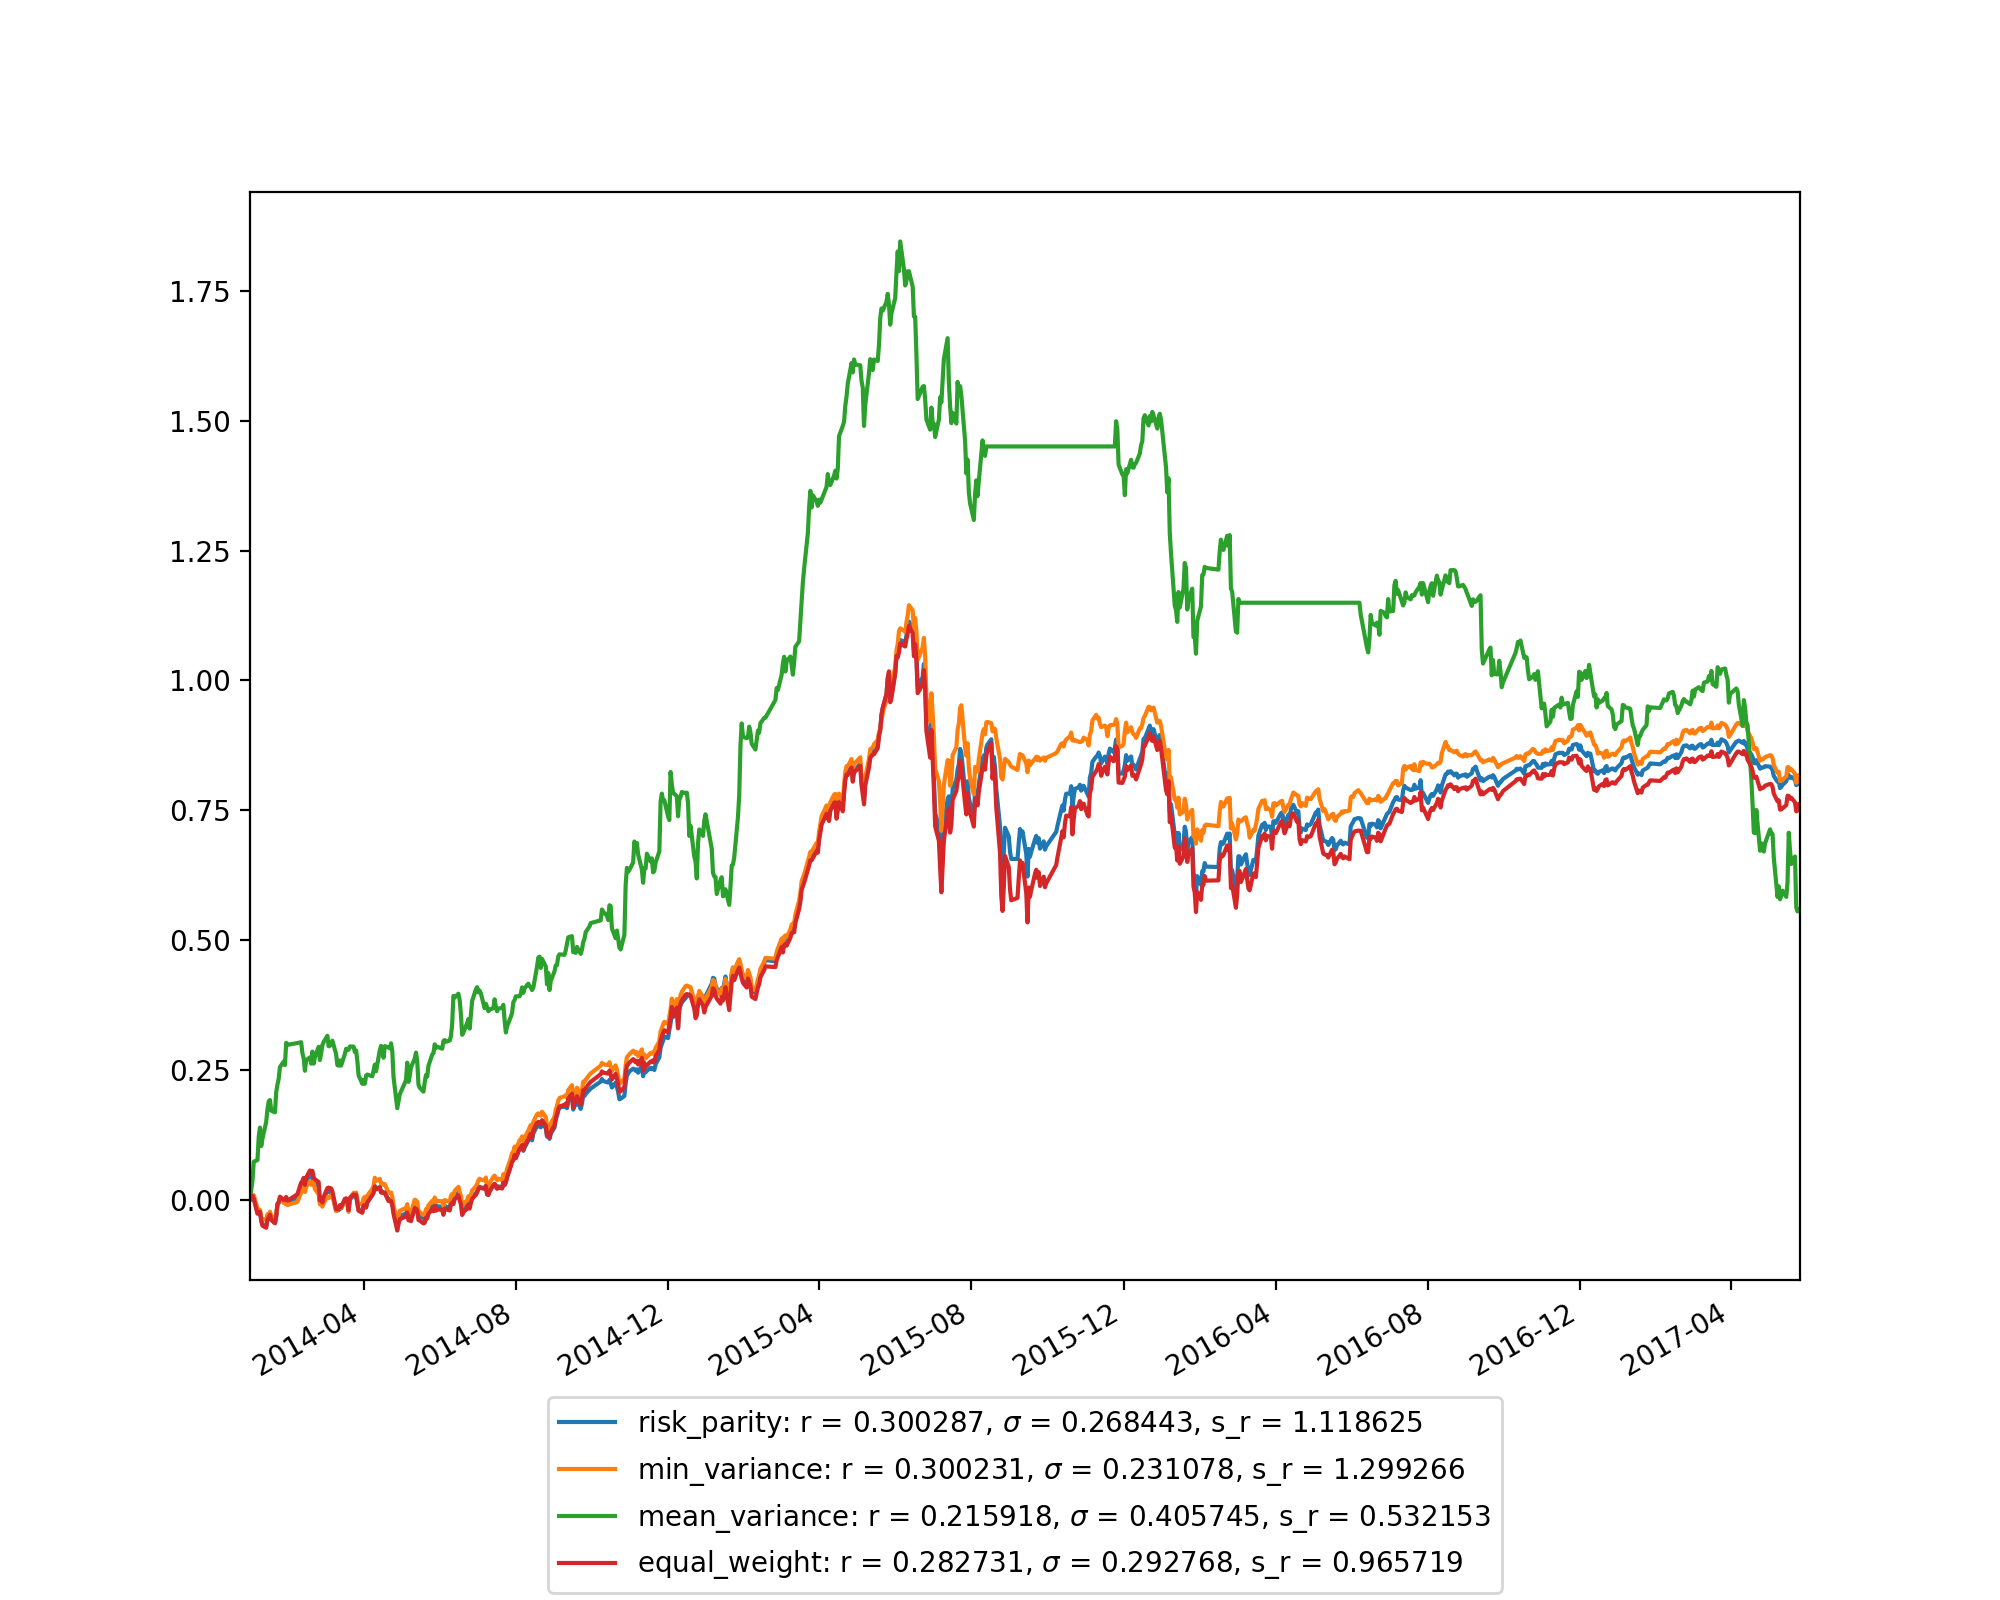 1.75
1.50
1.25
1.00
0.75
0.50
0.25
0.00
2014-04 2014-08 2014-12 2015-04 2015-08 2015-12 2016-04 2016-08 2016-12 2017-04
risk_parity: r = 0.300287, σ = 0.268443, s_r = 1.118625
min_variance: r = 0.300231, σ = 0.231078, s_r = 1.299266
mean_variance: r = 0.215918, σ = 0.405745, s_r = 0.532153
equal_weight: r = 0.282731, σ = 0.292768, s_r = 0.965719